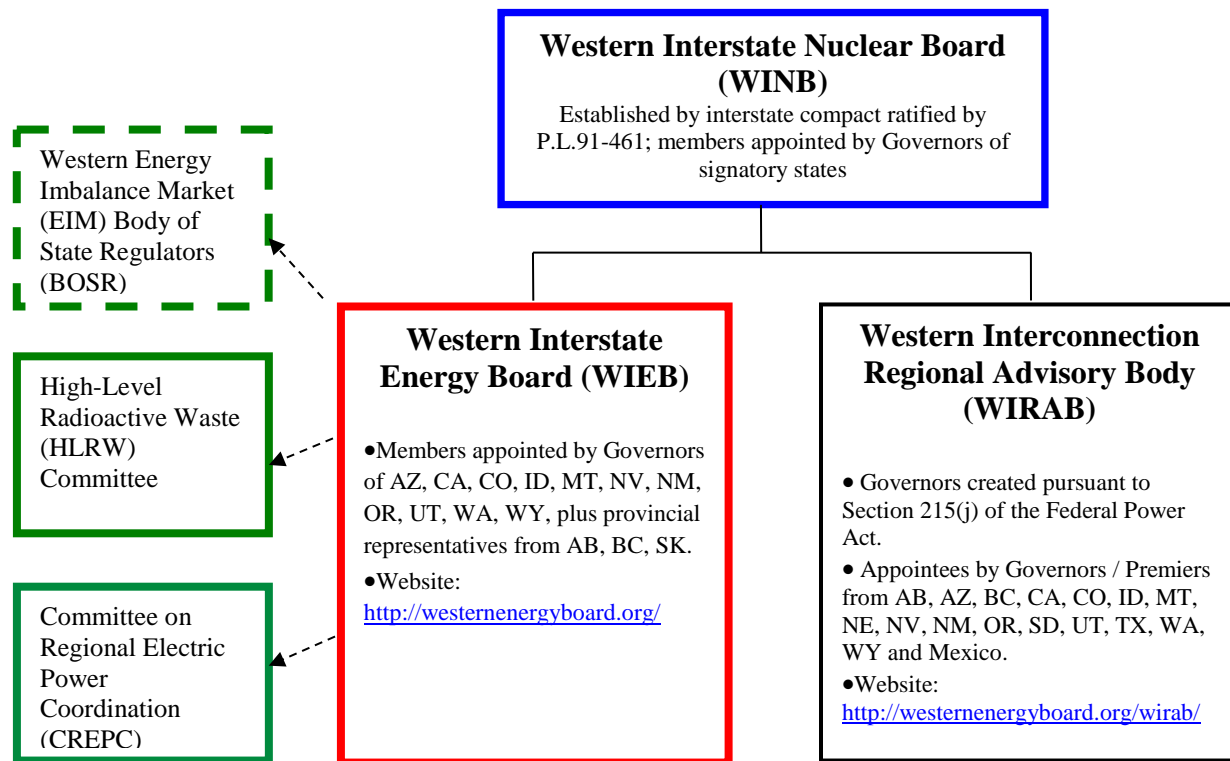 Western Interstate Nuclear Board
(WINB)
Established by interstate compact ratified by
P.L.91-461; members appointed by Governors of
signatory states
Western Energy
Imbalance Market
(EIM) Body of
State Regulators
(BOSR)
High-Level
Radioactive Waste
(HLRW)
Committee
Committee on
Regional Electric
Power
Coordination
(CREPC)
Western Interstate
Energy Board (WIEB)
•Members appointed by Governors
of AZ, CA, CO, ID, MT, NV, NM,
OR, UT, WA, WY, plus provincial
representatives from AB, BC, SK.
•Website:
http://westernenergyboard.org/
Western Interconnection
Regional Advisory Body
(WIRAB)
• Governors created pursuant to
Section 215(j) of the Federal Power
Act.
• Appointees by Governors / Premiers
from AB, AZ, BC, CA, CO, ID, MT,
NE, NV, NM, OR, SD, UT, TX, WA,
WY and Mexico.
•Website:
http://westernenergyboard.org/wirab/